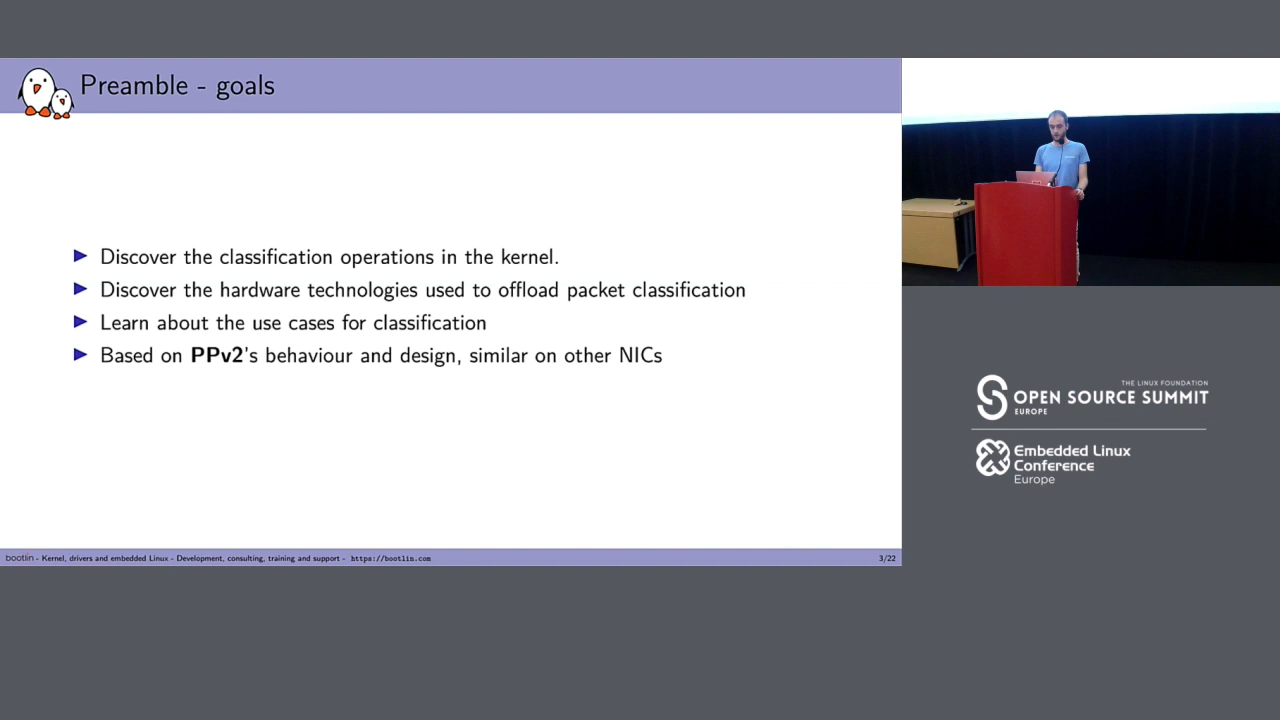 Preamble - goals
Discover the classification operations in the kernel.
Discover the hardware technologies used to offload packet classification
Learn about the use cases for classification
Based on PPv2's behaviour and design, similar on other NICs
bootlin - Kernel, drivers and embedded Linux - Development, consulting, training and support - https://bootlin.com
3/22
THE LINUX FOUNDATION
OPEN SOURCE SUMMIT
EUROPE
Embedded Linux
Conference
Europe